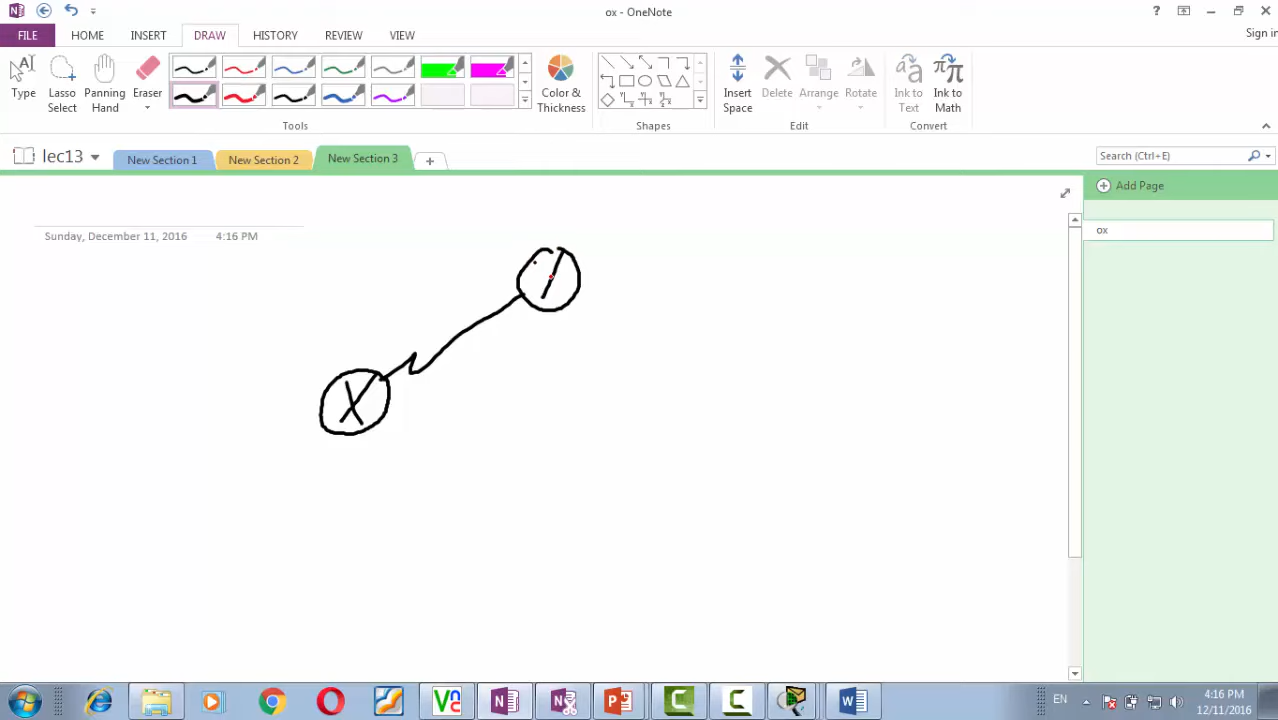 ox - OneNote
?
FILE HOME INSERT DRAW HISTORY REVIEW VIEW Sign in
Type Lasso Select Panning Hand Eraser Color & Thickness Insert Space Delete Arrange Rotate Ink to Text Ink to Math
Tools Shapes Edit Convert
lec13 New Section 1 New Section 2 New Section 3 + Search (Ctrl+E)
Add Page
ox
Sunday, December 11, 2016 4:16 PM
X
EN 4:16 PM
12/11/2016